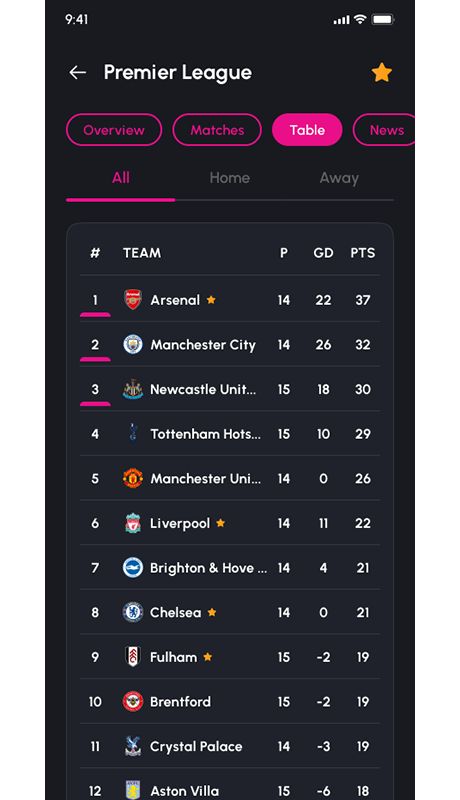 9:41
Premier League
Overview Matches Table News
All Home Away
# TEAM P GD PTS
1 Arsenal 14 22 37
2 Manchester City 14 26 32
3 Newcastle Unit... 15 18 30
4 Tottenham Hots... 15 10 29
5 Manchester Uni... 14 0 26
6 Liverpool 14 11 22
7 Brighton & Hove ... 14 4 21
8 Chelsea 14 0 21
9 Fulham 15 -2 19
10 Brentford 15 -2 19
11 Crystal Palace 14 -3 19
12 Aston Villa 15 -6 18